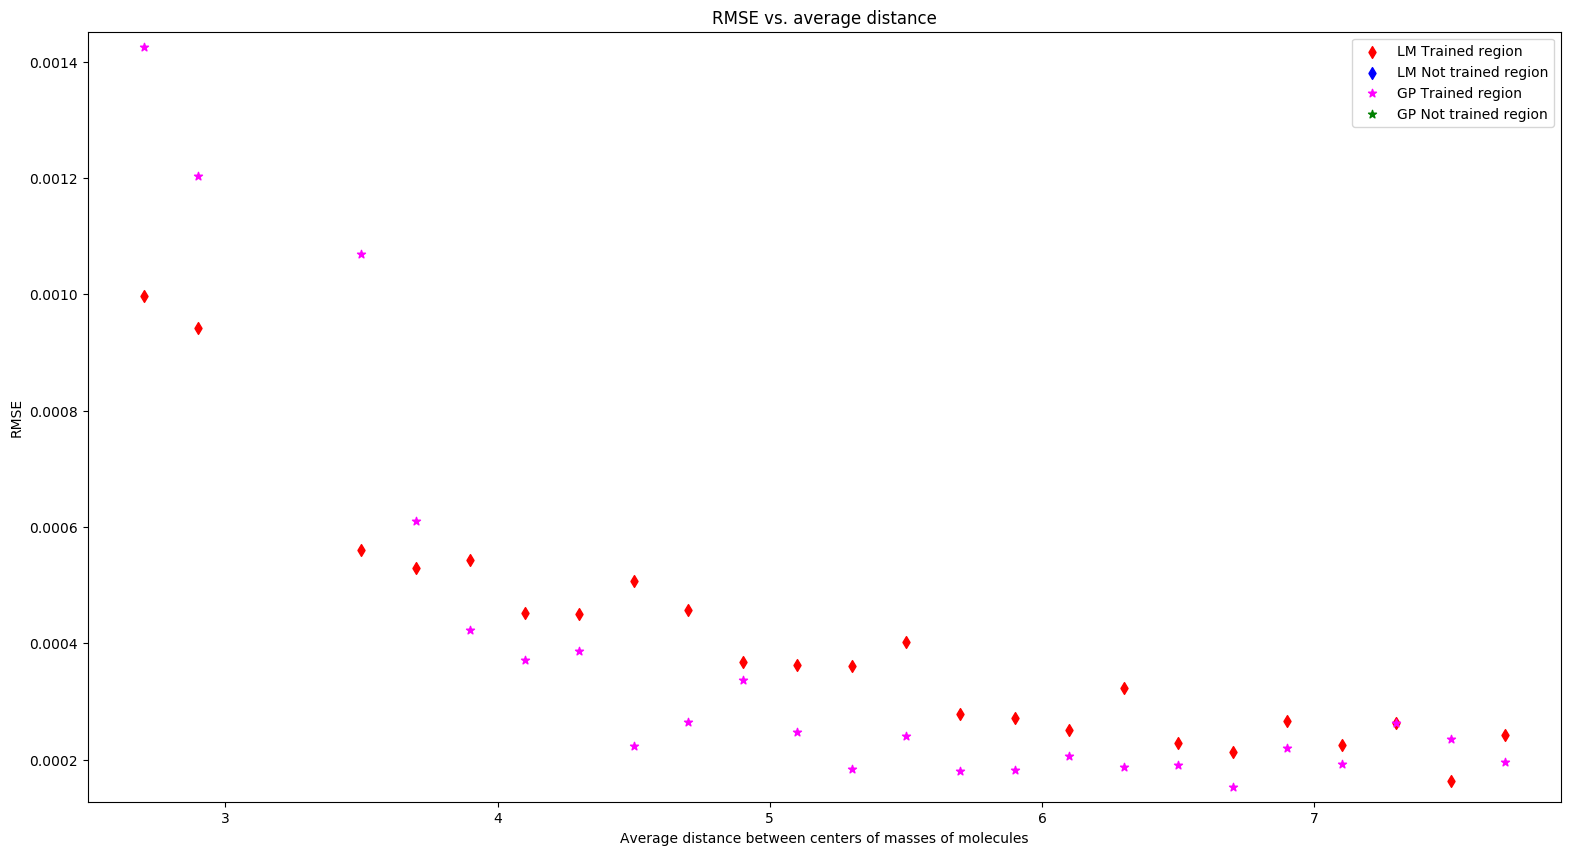 RMSE vs. average distance
LM Trained region
LM Not trained region
GP Trained region
GP Not trained region
0.0014
0.0012
0.0010
0.0008
0.0006
0.0004
0.0002
RMSE
3
4
5
6
7
Average distance between centers of masses of molecules